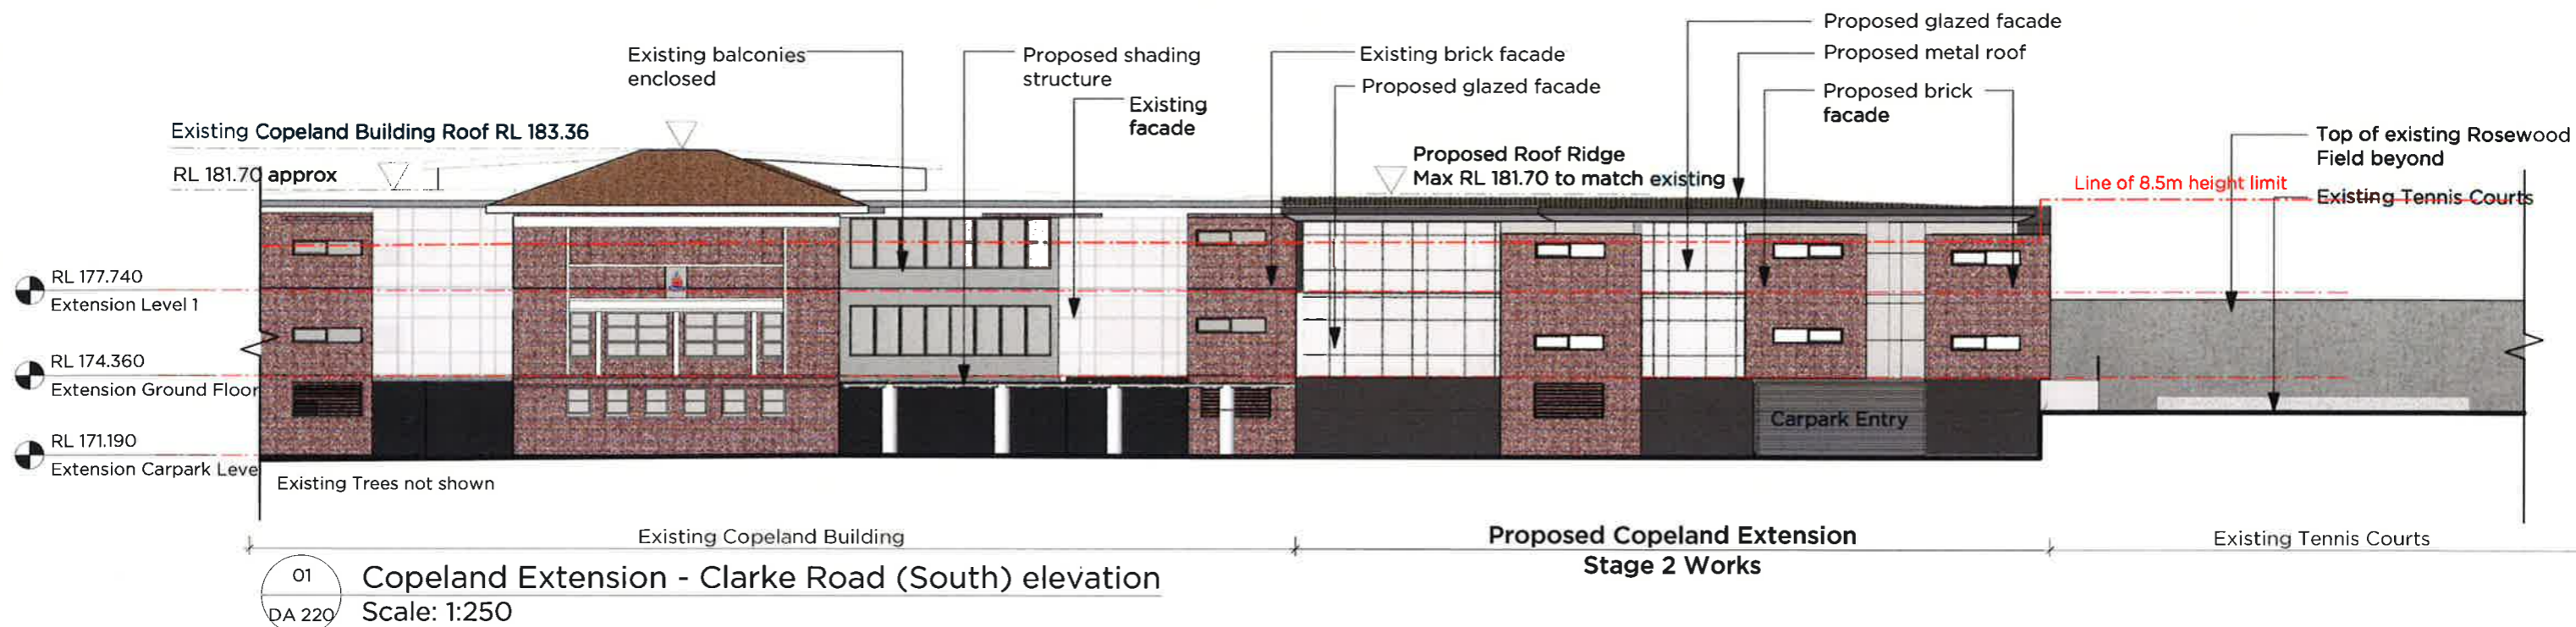 Proposed glazed facade
Existing balconies
enclosed
Proposed shading
structure
Existing brick facade
Proposed metal roof
Proposed glazed facade
Existing
facade
Proposed brick
facade
Existing Copeland Building Roof RL 183.36
Top of existing Rosewood
Field beyond
RL 181.70 approx
Proposed Roof Ridge
Max RL 181.70 to match existing
Line of 8.5m height limit
Existing Tennis Courts
RL 177.740
Extension Level 1
RL 174.360
Extension Ground Floor
RL 171.190
Extension Carpark Leve
Carpark Entry
Existing Trees not shown
Existing Copeland Building
Proposed Copeland Extension
Stage 2 Works
Existing Tennis Courts
01
DA 220
Copeland Extension - Clarke Road (South) elevation
Scale: 1:250